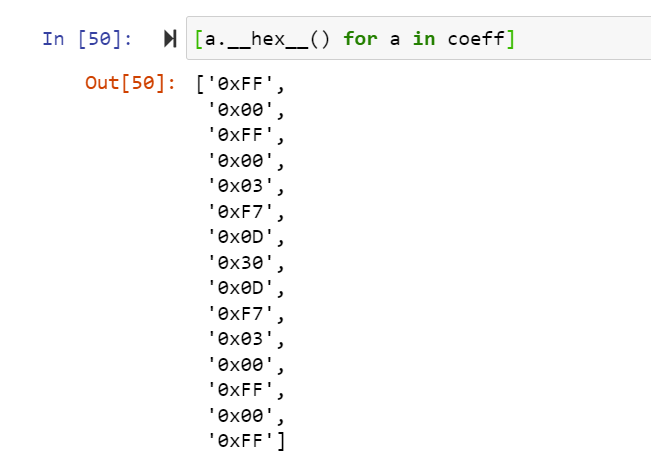 In [50]: [a.__hex__() for a in coeff]
Out[50]: ['0xFF',
'0x00',
'0xFF',
'0x00',
'0x03',
'0xF7',
'0x0D',
'0x30',
'0x0D',
'0xF7',
'0x03',
'0x00',
'0xFF',
'0x00',
'0xFF']